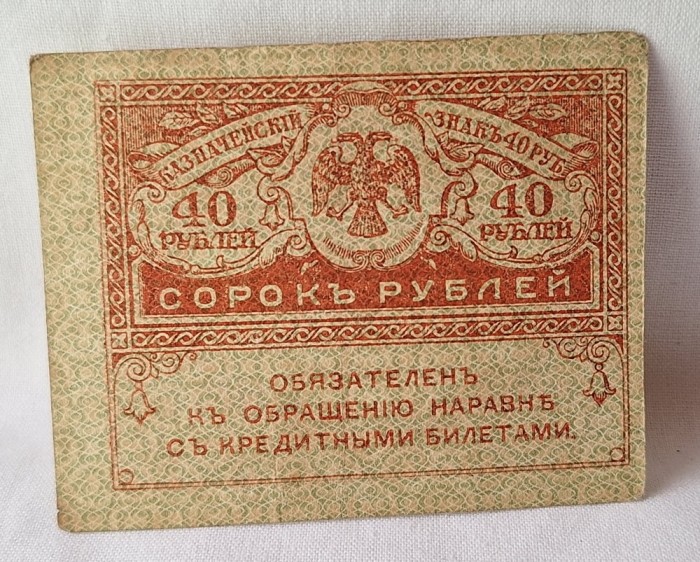 КАЗНАЧЕЙСКІЙ
ЗНАКЪ 40 РУБ.
40
РУБЛЕЙ
40
РУБЛЕЙ
СОРОКЪ РУБЛЕЙ
ОБЯЗАТЕЛЕНЪ
КЪ ОБРАЩЕНІЮ НАРАВНѢ
СЪ КРЕДИТНЫМИ БИЛЕТАМИ.